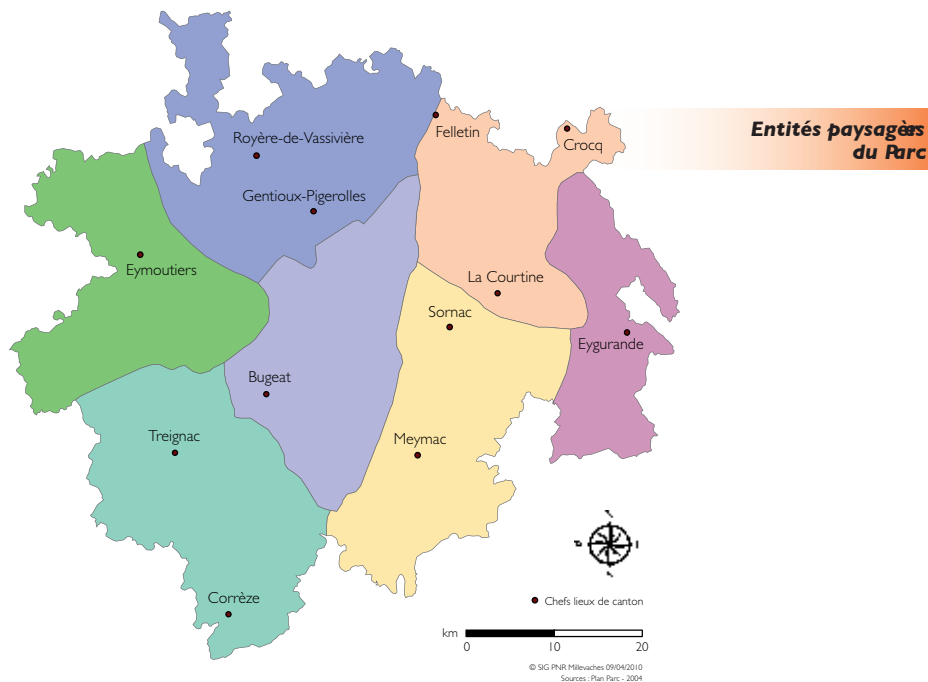 Entités paysagères
du Parc
Felletin
Crocq
Royère-de-Vassivière
Gentioux-Pigerolles
Eymoutiers
La Courtine
Sornac
Eygurande
Bugeat
Treignac
Meymac
Corrèze
Chefs lieux de canton
km
0 10 20
© SIG PNR Millevaches 09/04/2010
Sources : Plan Parc - 2004